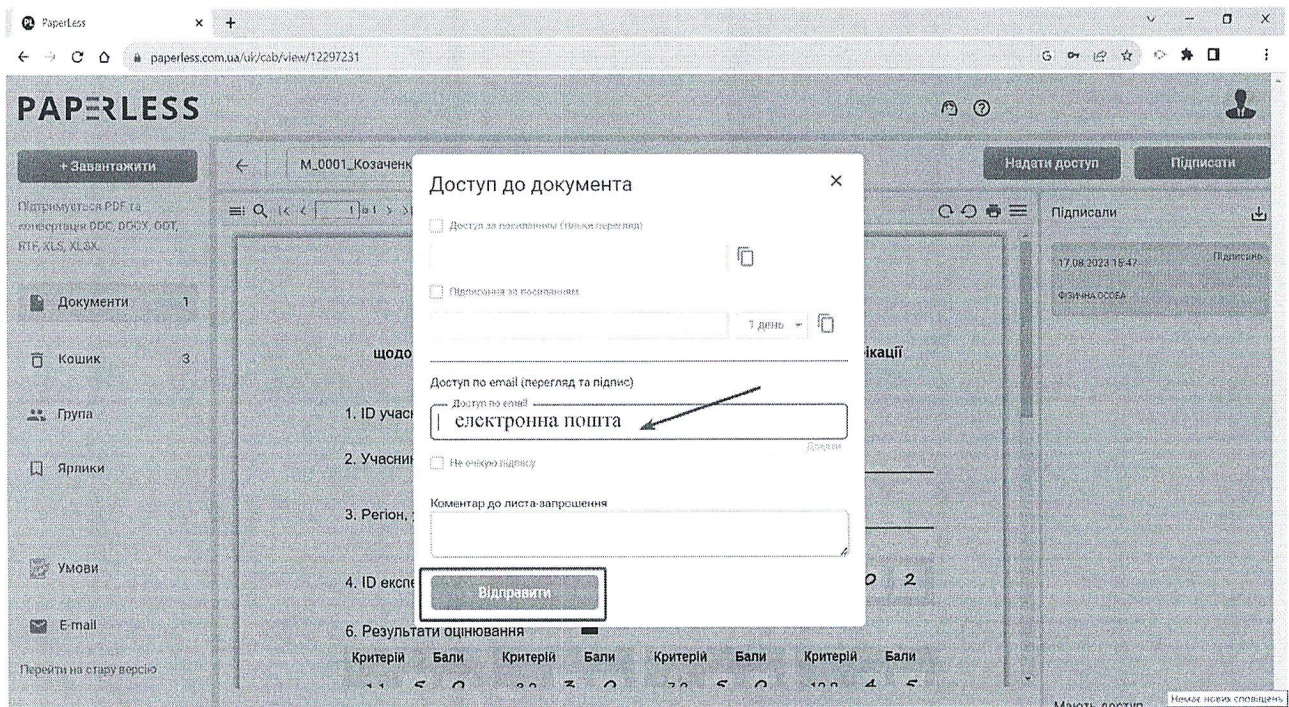 PaperLess
paperless.com.ua/uk/cab/view/12297231
PAPERLESS
+ Завантажити
Підтримується PDF та
конвертація DOC, DOCX, ODT,
RTF, XLS, XLSX.
Документи 1
Кошик 3
Група
Ярлики
Умови
E-mail
Перейти на стару версію
M_0001_Козаченк
Надати доступ
Підписати
щодо
ікації
1. ID учас
2. Учасни
3. Регіон,
4. ID експе
0 2
6. Результати оцінювання
Критерій Бали Критерій Бали Критерій Бали Критерій Бали
Доступ до документа
Доступ за посиланням (тільки перегляд)
Підписання за посиланням
1 день
Доступ по email (перегляд та підпис)
Доступ по email
електронна пошта
Додати
Не очікую підпису
Коментар до листа-запрошення
Відправити
Підписали
17.08.2023 15:47
Підписано
ФІЗИЧНА ОСОБА
Мають доступ
Немає нових сповіщень